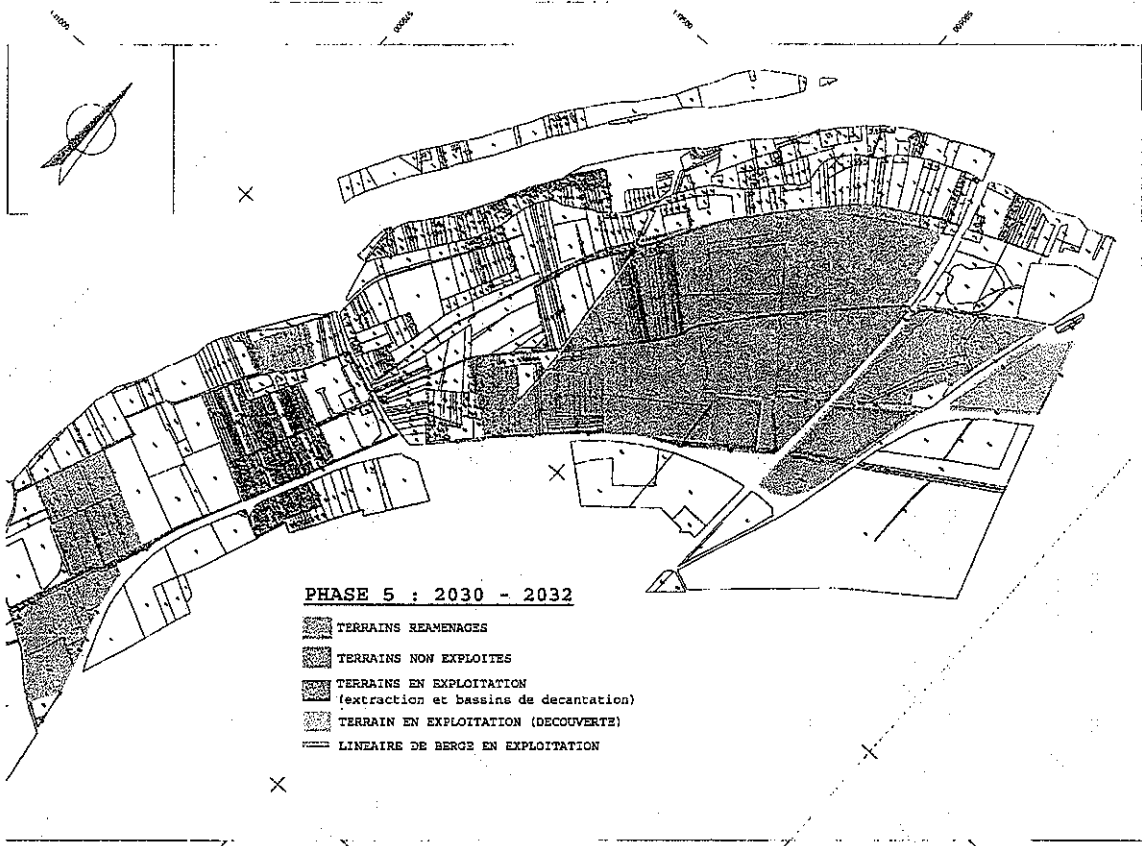 PHASE 5 : 2030 - 2032
TERRAINS REAMENAGES
TERRAINS NON EXPLOITES
TERRAINS EN EXPLOITATION
(extraction et bassins de decantation)
TERRAIN EN EXPLOITATION (DECOUVERTE)
LINEAIRE DE BERGE EN EXPLOITATION